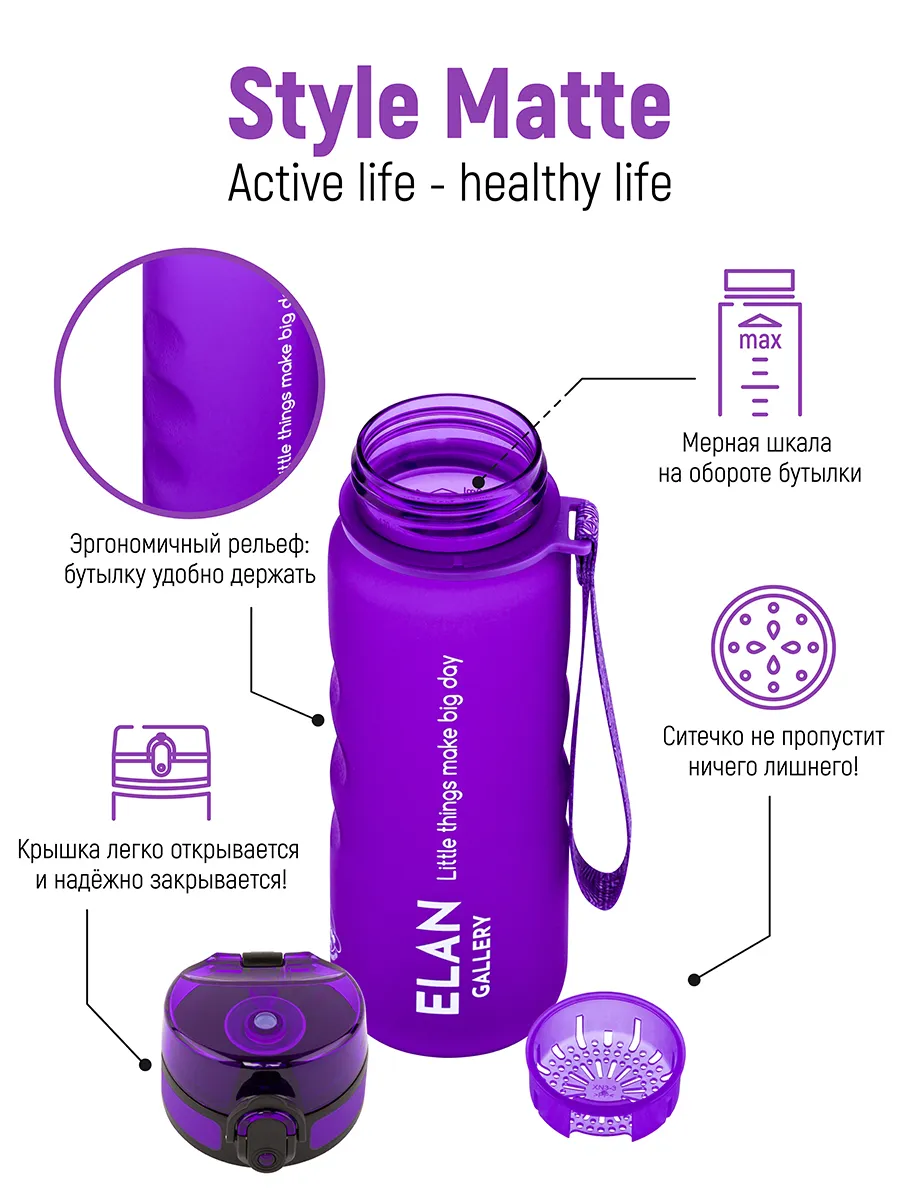 Style Matte
Active life - healthy life
little things make big d
max
Мерная шкала
на обороте бутылки
Эргономичный рельеф:
бутылку удобно держать
Ситечко не пропустит
ничего лишнего!
Крышка легко открывается
и надёжно закрывается!
Little things make big day
ELAN
GALLERY